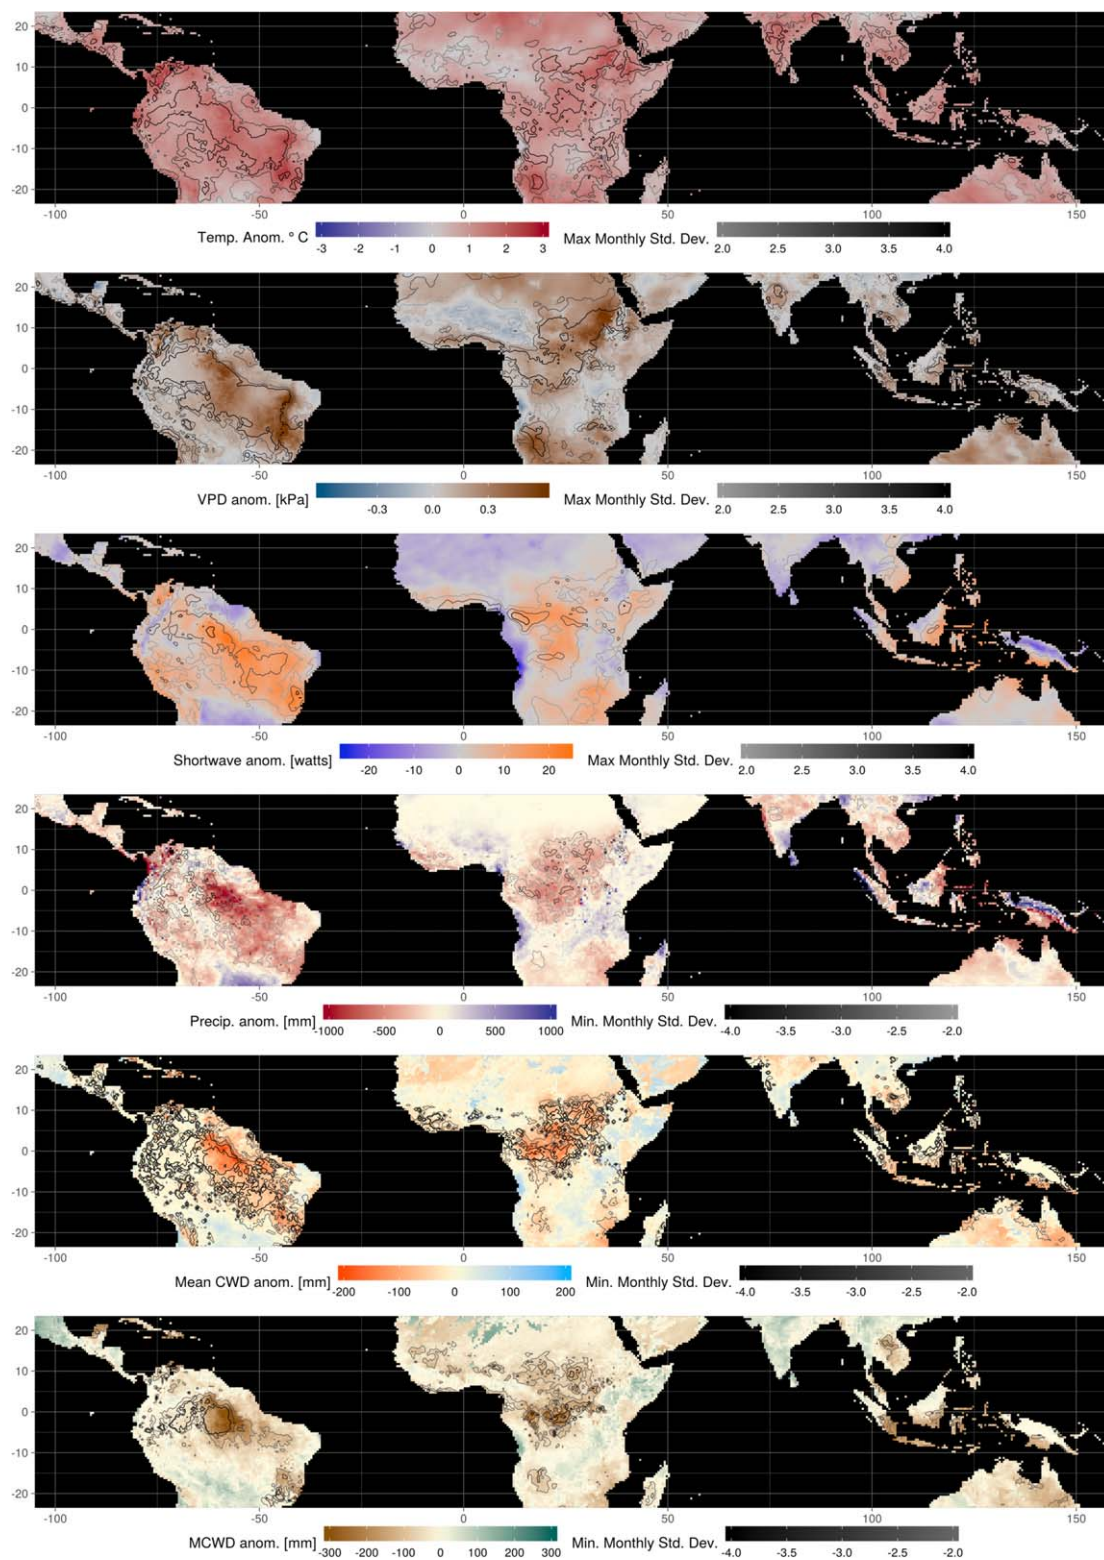 20
10
0
-10
-20
-100 -50 0 50 100 150
Temp. Anom. ° C -3 -2 -1 0 1 2 3 Max Monthly Std. Dev. 2.0 2.5 3.0 3.5 4.0
20
10
0
-10
-20
-100 -50 0 50 100 150
VPD anom. [kPa] -0.3 0.0 0.3 Max Monthly Std. Dev. 2.0 2.5 3.0 3.5 4.0
20
10
0
-10
-20
-100 -50 0 50 100 150
Shortwave anom. [watts] -20 -10 0 10 20 Max Monthly Std. Dev. 2.0 2.5 3.0 3.5 4.0
20
10
0
-10
-20
-100 -50 0 50 100 150
Precip. anom. [mm] -1000 -500 0 500 1000 Min. Monthly Std. Dev. -4.0 -3.5 -3.0 -2.5 -2.0
20
10
0
-10
-20
-100 -50 0 50 100 150
Mean CWD anom. [mm] -200 -100 0 100 200 Min. Monthly Std. Dev. -4.0 -3.5 -3.0 -2.5 -2.0
20
10
0
-10
-20
-100 -50 0 50 100 150
MCWD anom. [mm] -300 -200 -100 0 100 200 300 Min. Monthly Std. Dev. -4.0 -3.5 -3.0 -2.5 -2.0